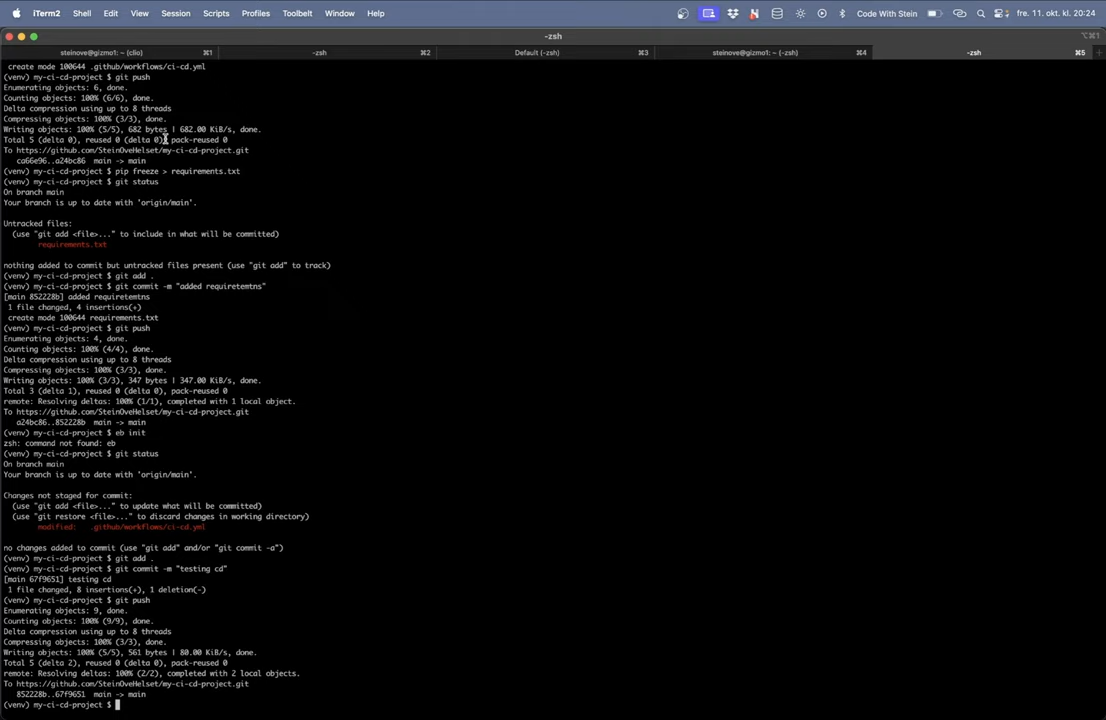 iTerm2 Shell Edit View Session Scripts Profiles Toolbelt Window Help Code With Stein fre. 11. okt. kl. 20:24
-zsh ⌥⌘1
steinove@gizmo1: ~ (clio) ⌘1 -zsh ⌘2 Default (-zsh) ⌘3 steinove@gizmo1: ~ (-zsh) ⌘4 -zsh ⌘5
create mode 100644 .github/workflows/ci-cd.yml
(venv) my-ci-cd-project $ git push
Enumerating objects: 6, done.
Counting objects: 100% (6/6), done.
Delta compression using up to 8 threads
Compressing objects: 100% (3/3), done.
Writing objects: 100% (5/5), 682 bytes | 682.00 KiB/s, done.
Total 5 (delta 0), reused 0 (delta 0), pack-reused 0
To https://github.com/SteinOveHelset/my-ci-cd-project.git
ca66e96..a24bc86 main -> main
(venv) my-ci-cd-project $ pip freeze > requirements.txt
(venv) my-ci-cd-project $ git status
On branch main
Your branch is up to date with 'origin/main'.
Untracked files:
(use "git add <file>..." to include in what will be committed)
requirements.txt
nothing added to commit but untracked files present (use "git add" to track)
(venv) my-ci-cd-project $ git add .
(venv) my-ci-cd-project $ git commit -m "added requiretemtns"
[main 852228b] added requiretemtns
1 file changed, 4 insertions(+)
create mode 100644 requirements.txt
(venv) my-ci-cd-project $ git push
Enumerating objects: 4, done.
Counting objects: 100% (4/4), done.
Delta compression using up to 8 threads
Compressing objects: 100% (3/3), done.
Writing objects: 100% (3/3), 347 bytes | 347.00 KiB/s, done.
Total 3 (delta 1), reused 0 (delta 0), pack-reused 0
remote: Resolving deltas: 100% (1/1), completed with 1 local object.
To https://github.com/SteinOveHelset/my-ci-cd-project.git
a24bc86..852228b main -> main
(venv) my-ci-cd-project $ eb init
zsh: command not found: eb
(venv) my-ci-cd-project $ git status
On branch main
Your branch is up to date with 'origin/main'.
Changes not staged for commit:
(use "git add <file>..." to update what will be committed)
(use "git restore <file>..." to discard changes in working directory)
modified: .github/workflows/ci-cd.yml
no changes added to commit (use "git add" and/or "git commit -a")
(venv) my-ci-cd-project $ git add .
(venv) my-ci-cd-project $ git commit -m "testing cd"
[main 67f9651] testing cd
1 file changed, 8 insertions(+), 1 deletion(-)
(venv) my-ci-cd-project $ git push
Enumerating objects: 9, done.
Counting objects: 100% (9/9), done.
Delta compression using up to 8 threads
Compressing objects: 100% (3/3), done.
Writing objects: 100% (5/5), 561 bytes | 80.00 KiB/s, done.
Total 5 (delta 2), reused 0 (delta 0), pack-reused 0
remote: Resolving deltas: 100% (2/2), completed with 2 local objects.
To https://github.com/SteinOveHelset/my-ci-cd-project.git
852228b..67f9651 main -> main
(venv) my-ci-cd-project $